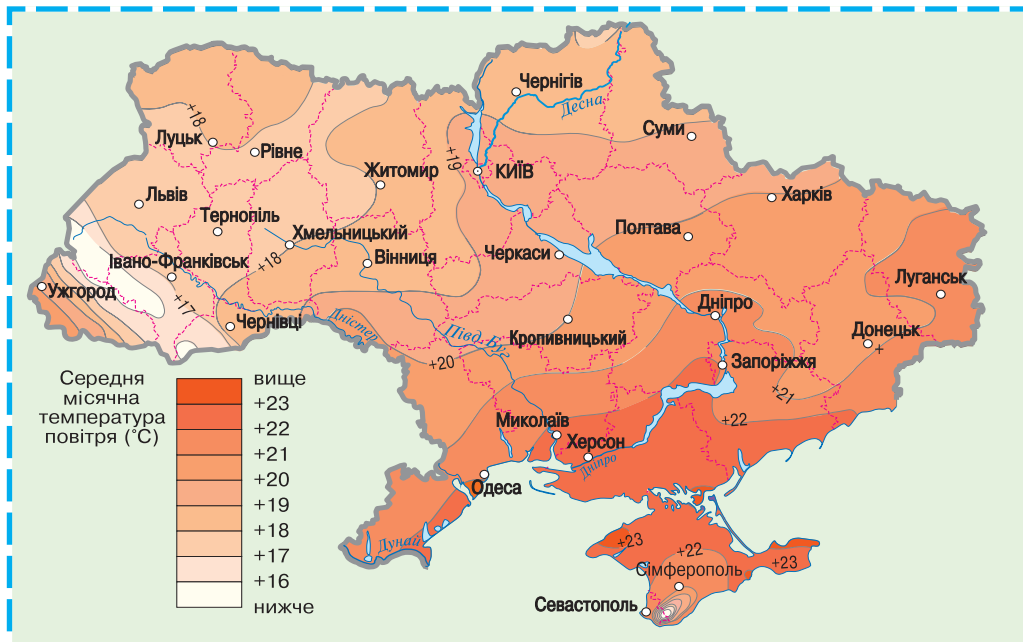 Чернігів
Десна
Суми
+18
Луцьк
Рівне
+19
КИЇВ
Житомир
Харків
Львів
Тернопіль
Полтава
Хмельницький
Черкаси
Вінниця
Івано-Франківськ
+18
Луганськ
Ужгород
+17
Дніпро
Чернівці
Дністер
Півд. Буг
Кропивницький
Донецьк
+20
Запоріжжя
+21
+22
Миколаїв
Херсон
Дніпро
Одеса
Дунай
+23
+22
+23
Сімферополь
Севастополь
Середня
місячна
температура
повітря (°С)
вище
+23
+22
+21
+20
+19
+18
+17
+16
нижче